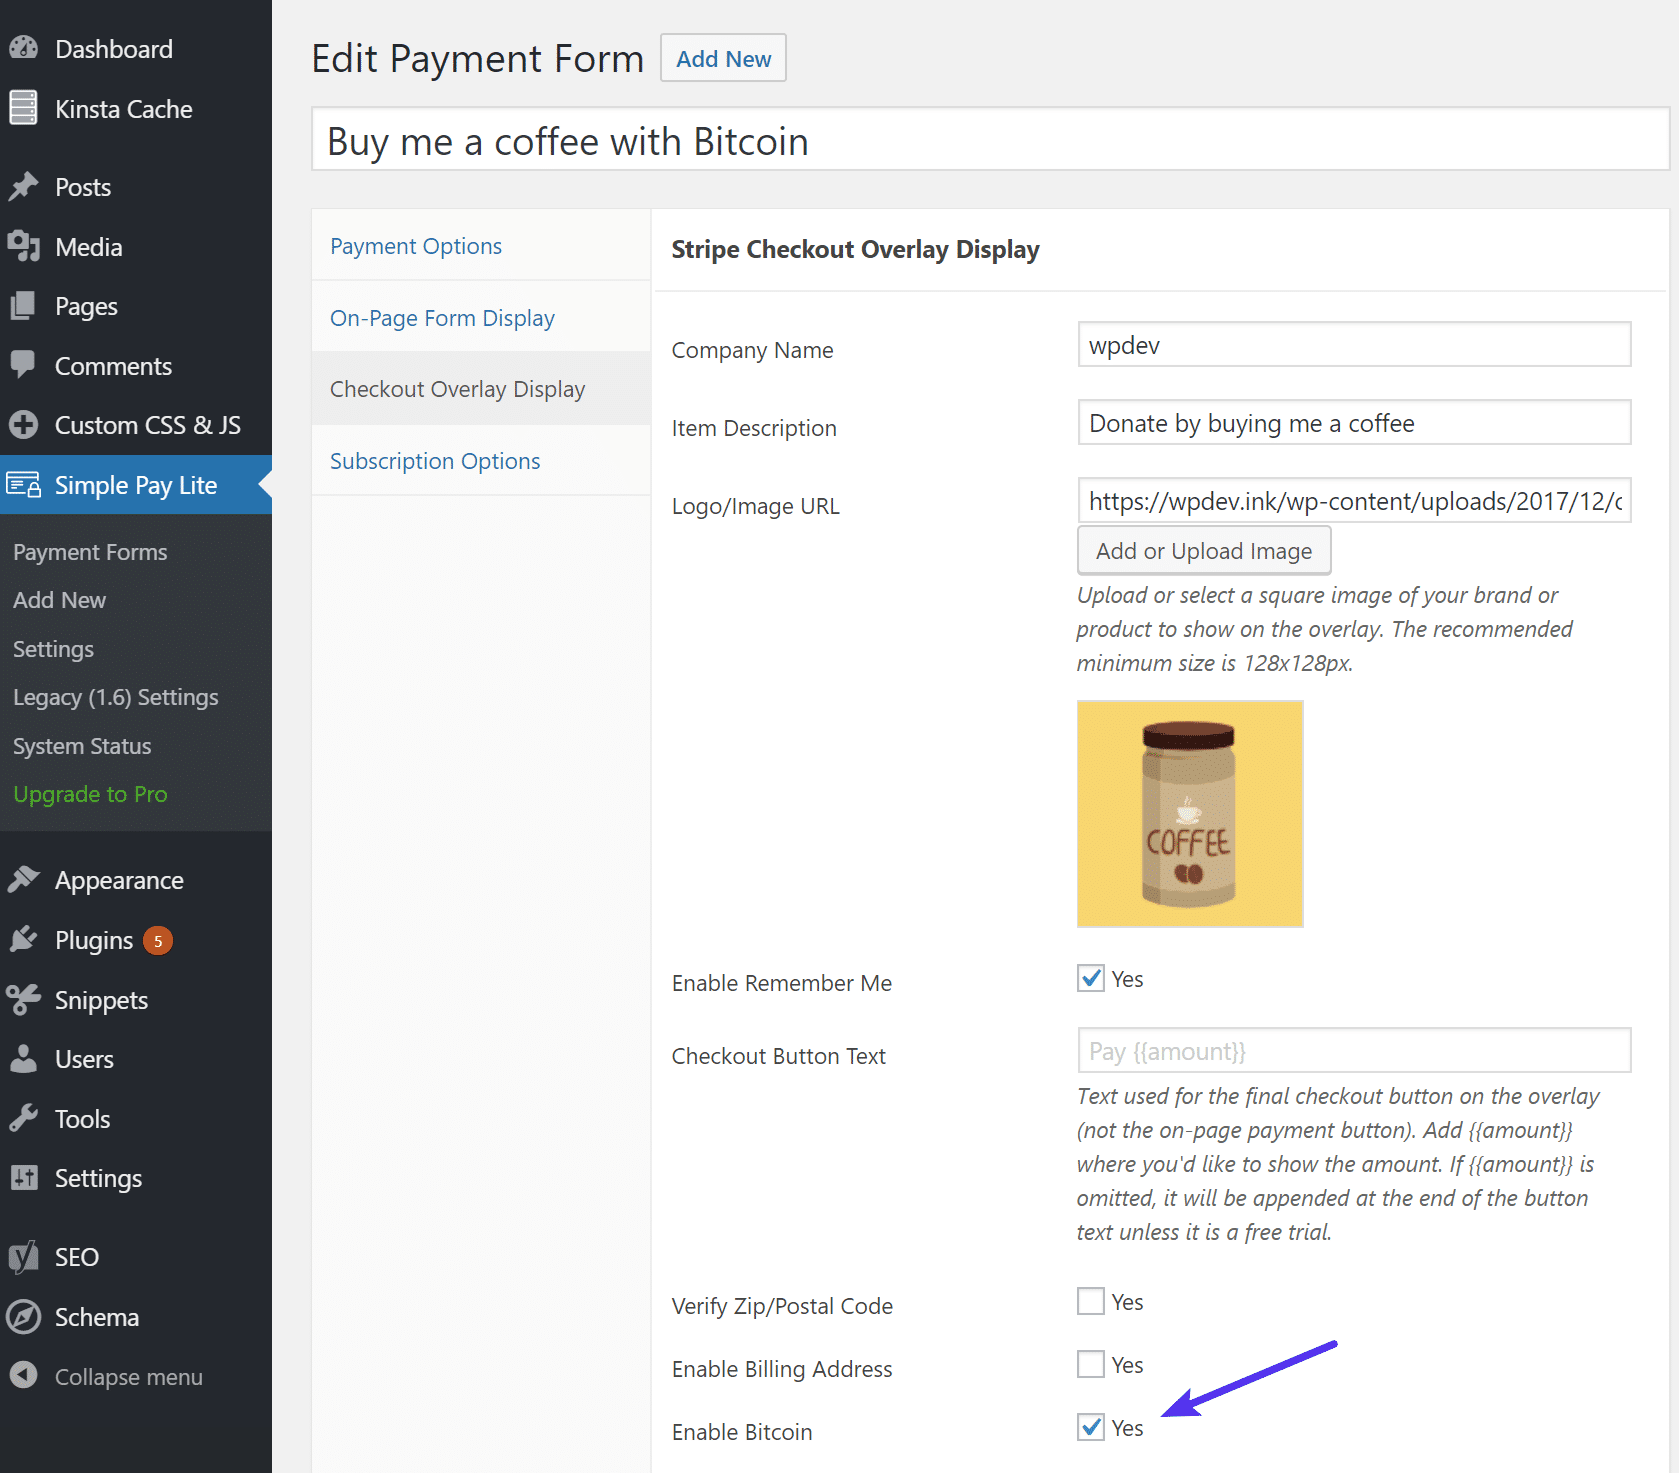 Dashboard
Kinsta Cache
Posts
Media
Pages
Comments
Custom CSS & JS
Simple Pay Lite
Payment Forms
Add New
Settings
Legacy (1.6) Settings
System Status
Upgrade to Pro
Appearance
Plugins 5
Snippets
Users
Tools
Settings
SEO
Schema
Collapse menu
Edit Payment Form Add New
Buy me a coffee with Bitcoin
Payment Options
On-Page Form Display
Checkout Overlay Display
Subscription Options
Stripe Checkout Overlay Display
Company Name wpdev
Item Description Donate by buying me a coffee
Logo/Image URL https://wpdev.ink/wp-content/uploads/2017/12/c
Add or Upload Image
Upload or select a square image of your brand or
product to show on the overlay. The recommended
minimum size is 128x128px.
COFFEE
Enable Remember Me Yes
Checkout Button Text Pay {{amount}}
Text used for the final checkout button on the overlay
(not the on-page payment button). Add {{amount}}
where you'd like to show the amount. If {{amount}} is
omitted, it will be appended at the end of the button
text unless it is a free trial.
Verify Zip/Postal Code Yes
Enable Billing Address Yes
Enable Bitcoin Yes